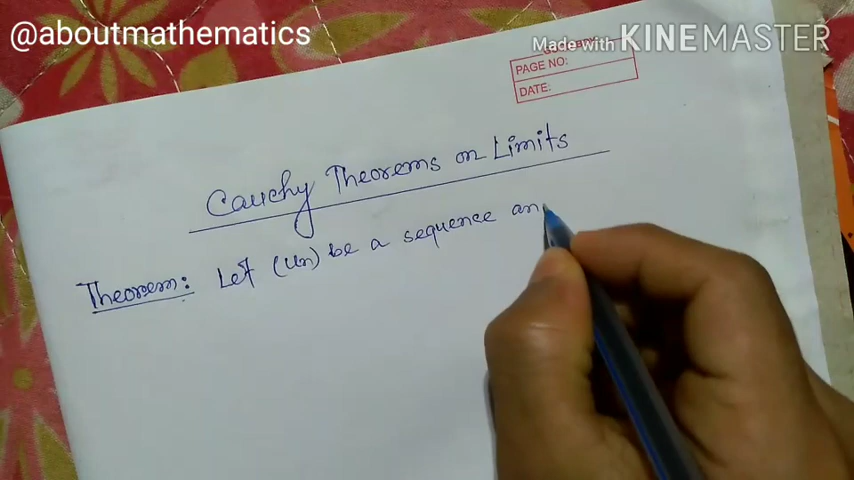 @aboutmathematics
Made with KINEMASTER
PAGE NO:
DATE:
Cauchy Theorems on Limits
Theorem: Let (Un) be a sequence an